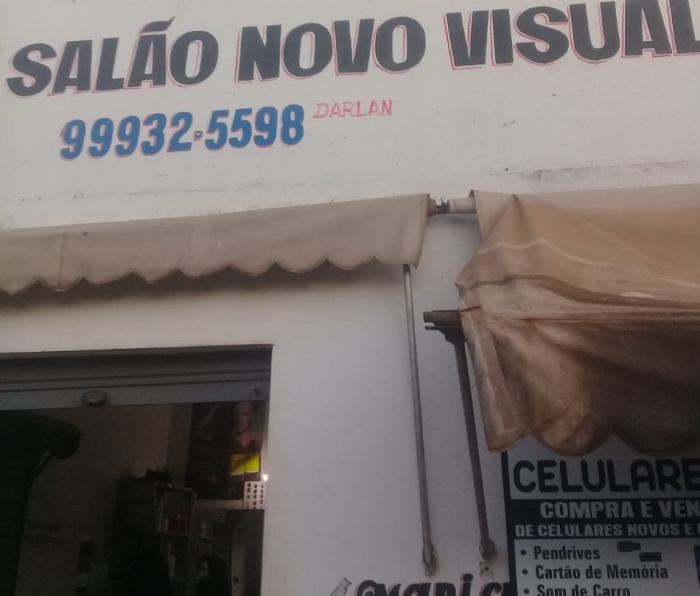 SALÃO NOVO VISUAL
99932-5598 DARLAN
CELULARE
COMPRA E VEN
DE CELULARES NOVOS E
• Pendrives
• Cartão de Memória
• Som de Carro